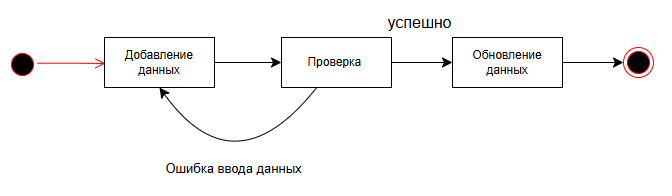 успешно
Добавление
данных
Проверка
Обновление
данных
Ошибка ввода данных